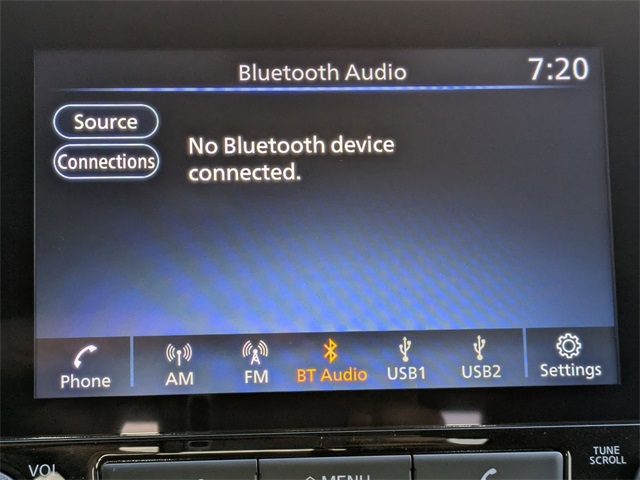 Bluetooth Audio
7:20
Source
Connections
No Bluetooth device
connected.
Phone
AM
FM
BT Audio
USB1
USB2
Settings
VOL
MENU
TUNE
SCROLL